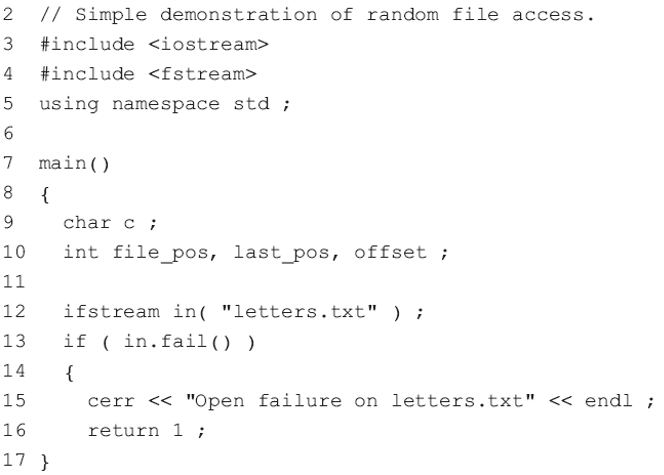 2 // Simple demonstration of random file access.
3 #include <iostream>
4 #include <fstream>
5 using namespace std ;
6
7 main()
8 {
9   char c ;
10   int file_pos, last_pos, offset ;
11
12   ifstream in( "letters.txt" ) ;
13   if ( in.fail() )
14   {
15     cerr << "Open failure on letters.txt" << endl ;
16     return 1 ;
17 }